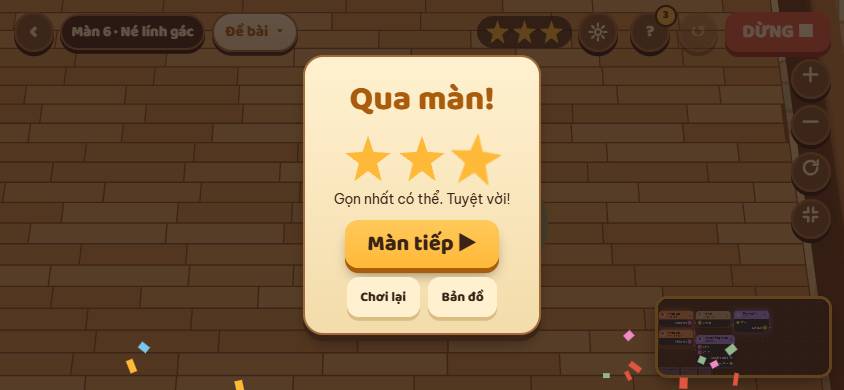 Màn 6 · Né lính gác
Đề bài
?
3
DỪNG
Qua màn!
Gọn nhất có thể. Tuyệt vời!
Màn tiếp
Chơi lại
Bản đồ